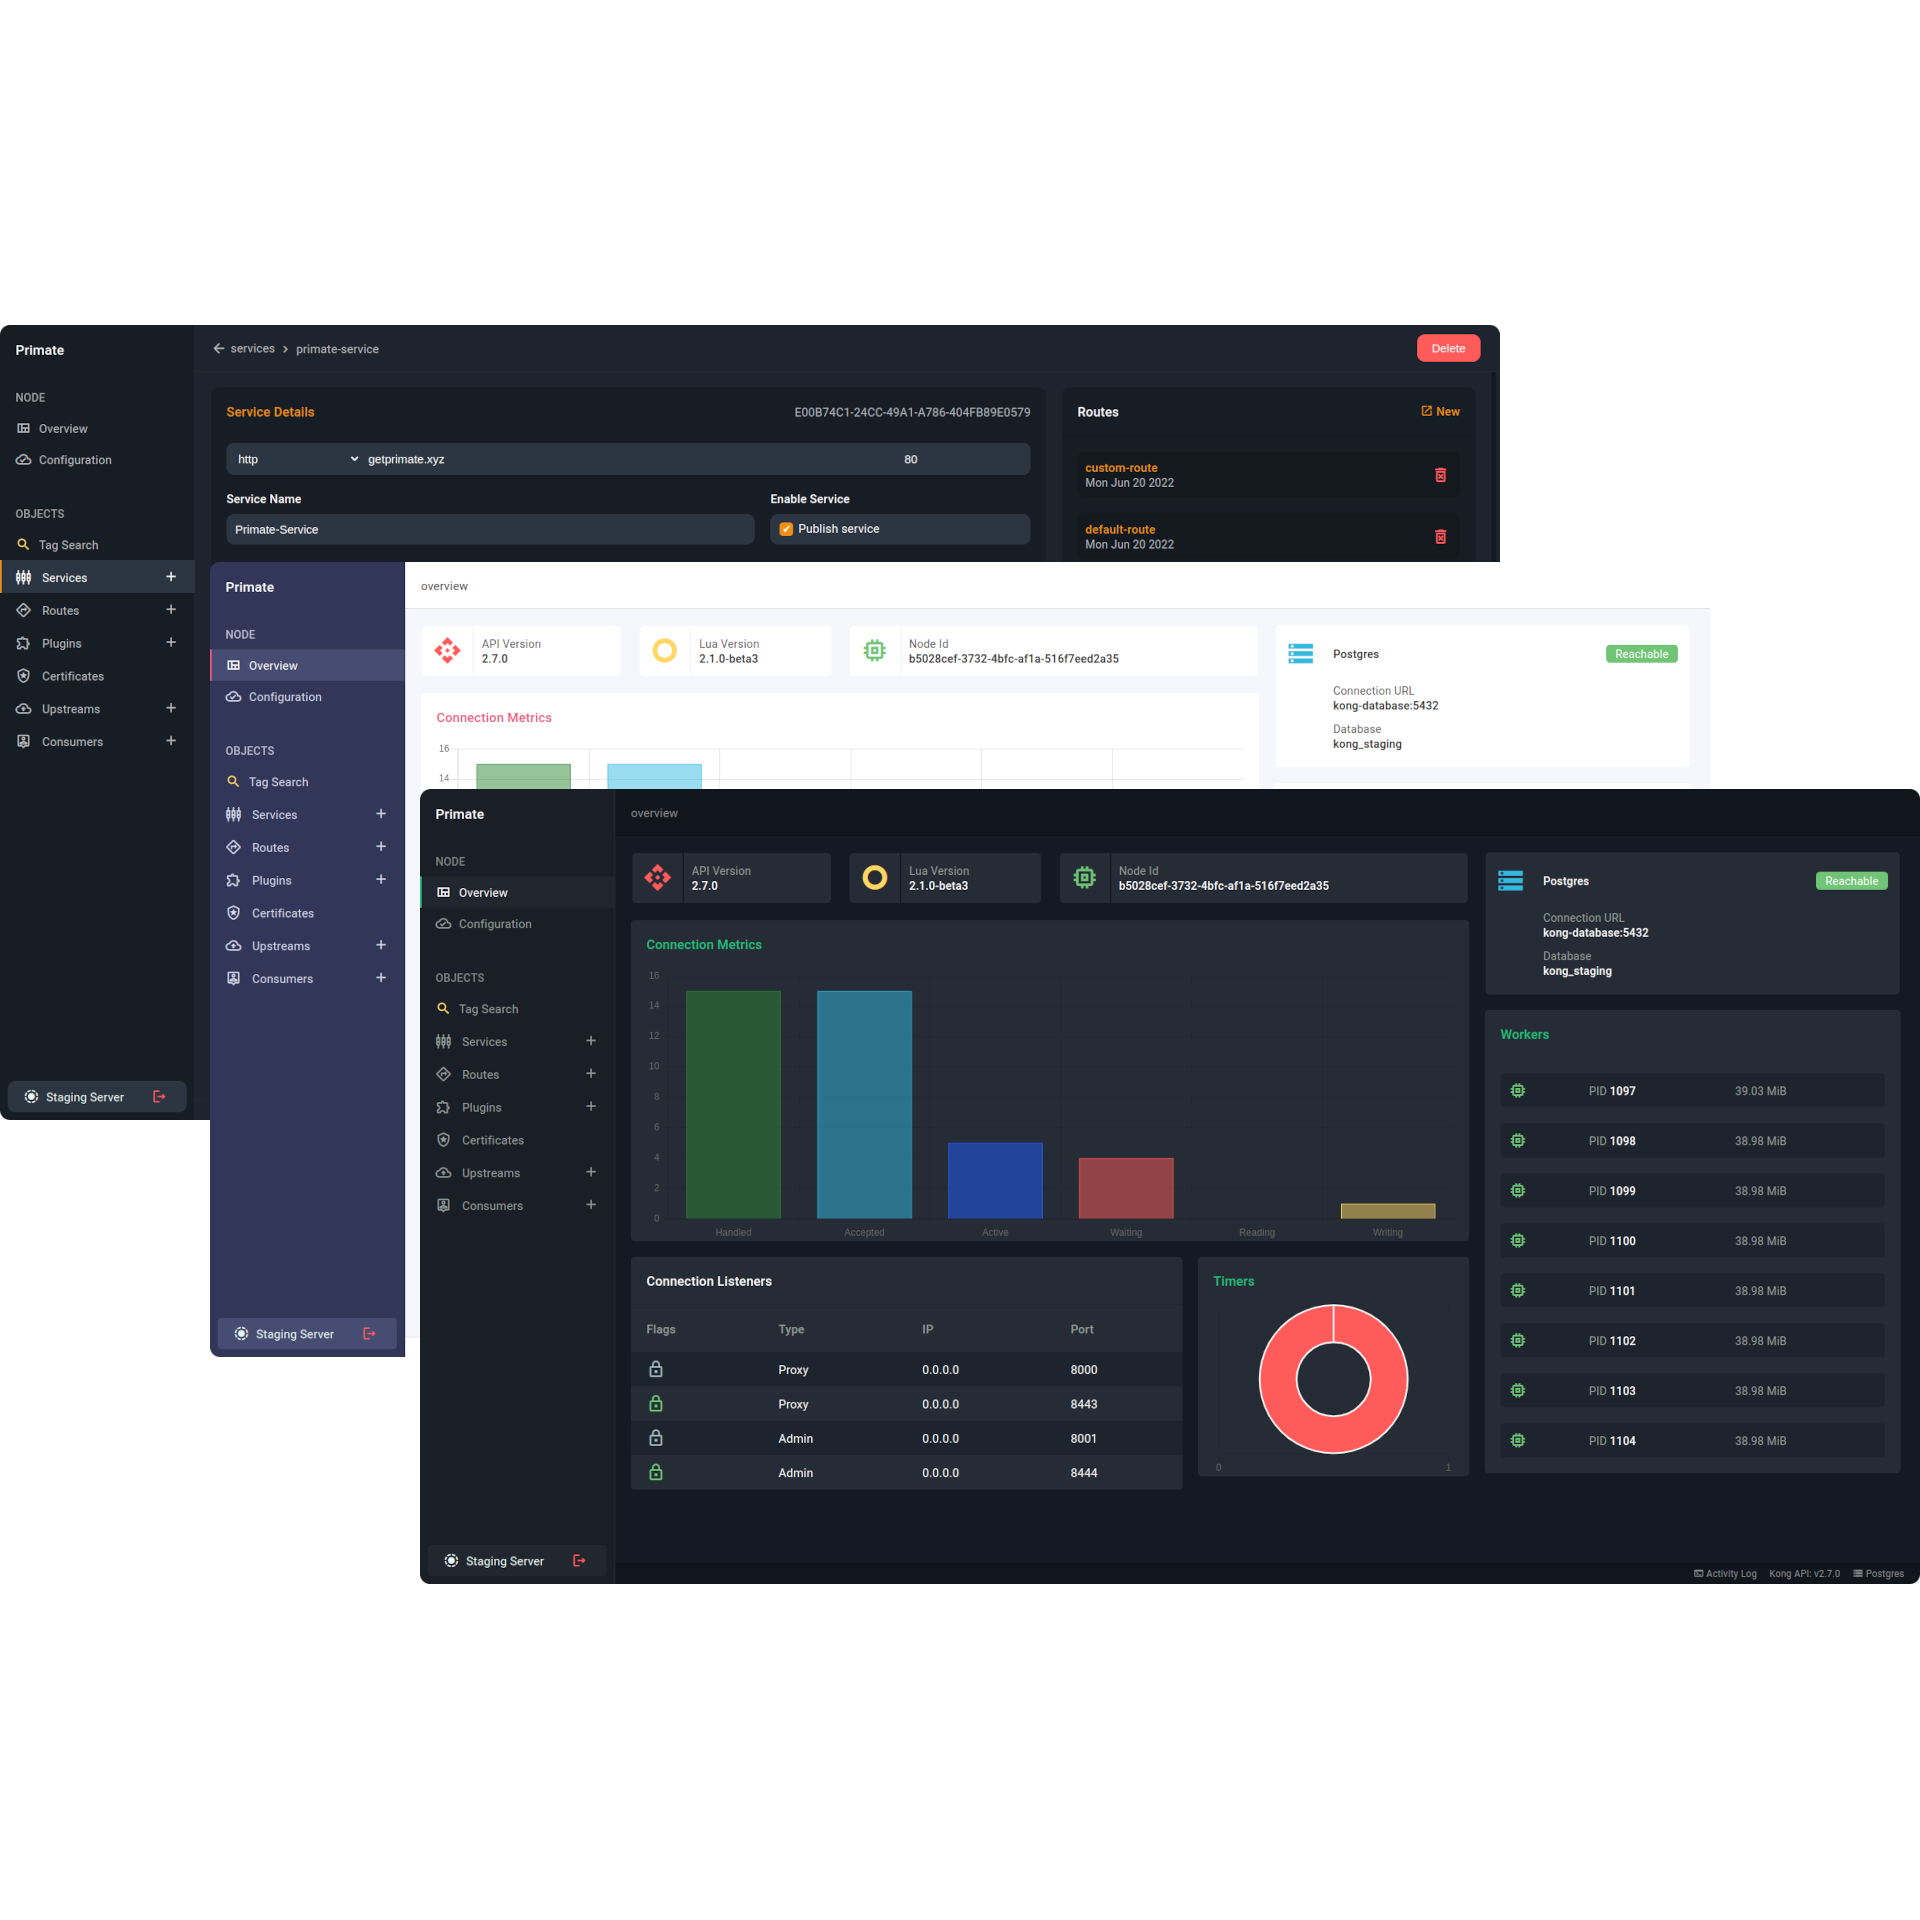 Primate
NODE
Overview
Configuration
OBJECTS
Tag Search
Services
Routes
Plugins
Certificates
Upstreams
Consumers
Staging Server
services primate-service
Delete
Service Details E00B74C1-24CC-49A1-A786-404FB89E0579
http getprimate.xyz 80
Service Name Enable Service
Primate-Service Publish service
Routes New
custom-route
Mon Jun 20 2022
default-route
Mon Jun 20 2022
Primate
NODE
Overview
Configuration
OBJECTS
Tag Search
Services
Routes
Plugins
Certificates
Upstreams
Consumers
Staging Server
overview
API Version
2.7.0
Lua Version
2.1.0-beta3
Node Id
b5028cef-3732-4bfc-af1a-516f7eed2a35
Connection Metrics
16
14
Postgres Reachable
Connection URL
kong-database:5432
Database
kong_staging
Primate
NODE
Overview
Configuration
OBJECTS
Tag Search
Services
Routes
Plugins
Certificates
Upstreams
Consumers
Staging Server
overview
API Version
2.7.0
Lua Version
2.1.0-beta3
Node Id
b5028cef-3732-4bfc-af1a-516f7eed2a35
Connection Metrics
16
14
12
10
8
6
4
2
0
Handled Accepted Active Waiting Reading Writing
Connection Listeners
Flags Type IP Port
Proxy 0.0.0.0 8000
Proxy 0.0.0.0 8443
Admin 0.0.0.0 8001
Admin 0.0.0.0 8444
Timers
0 1
Postgres Reachable
Connection URL
kong-database:5432
Database
kong_staging
Workers
PID 1097 39.03 MiB
PID 1098 38.98 MiB
PID 1099 38.98 MiB
PID 1100 38.98 MiB
PID 1101 38.98 MiB
PID 1102 38.98 MiB
PID 1103 38.98 MiB
PID 1104 38.98 MiB
Activity Log Kong API: v2.7.0 Postgres